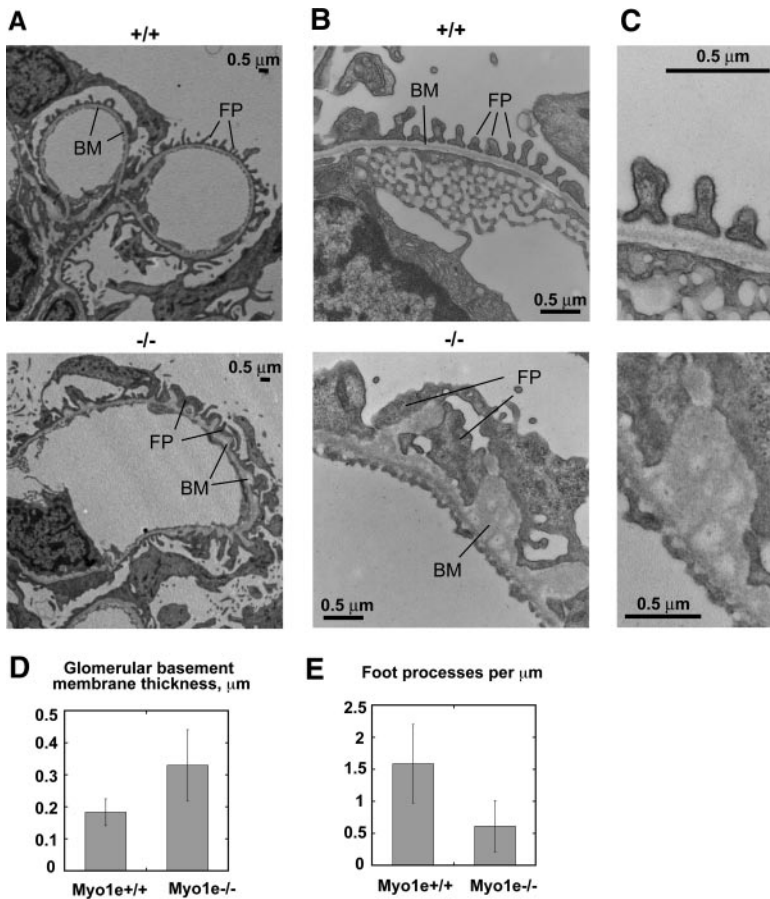 A
+/+
0.5 μm
FP
BM
-/-
0.5 μm
FP
BM
B
+/+
BM
FP
0.5 μm
-/-
FP
BM
0.5 μm
C
0.5 μm
0.5 μm
D
Glomerular basement
membrane thickness, μm
0.5
0.4
0.3
0.2
0.1
0
Myo1e+/+ Myo1e-/-
E
Foot processes per μm
2.5
2
1.5
1
0.5
0
Myo1e+/+ Myo1e-/-